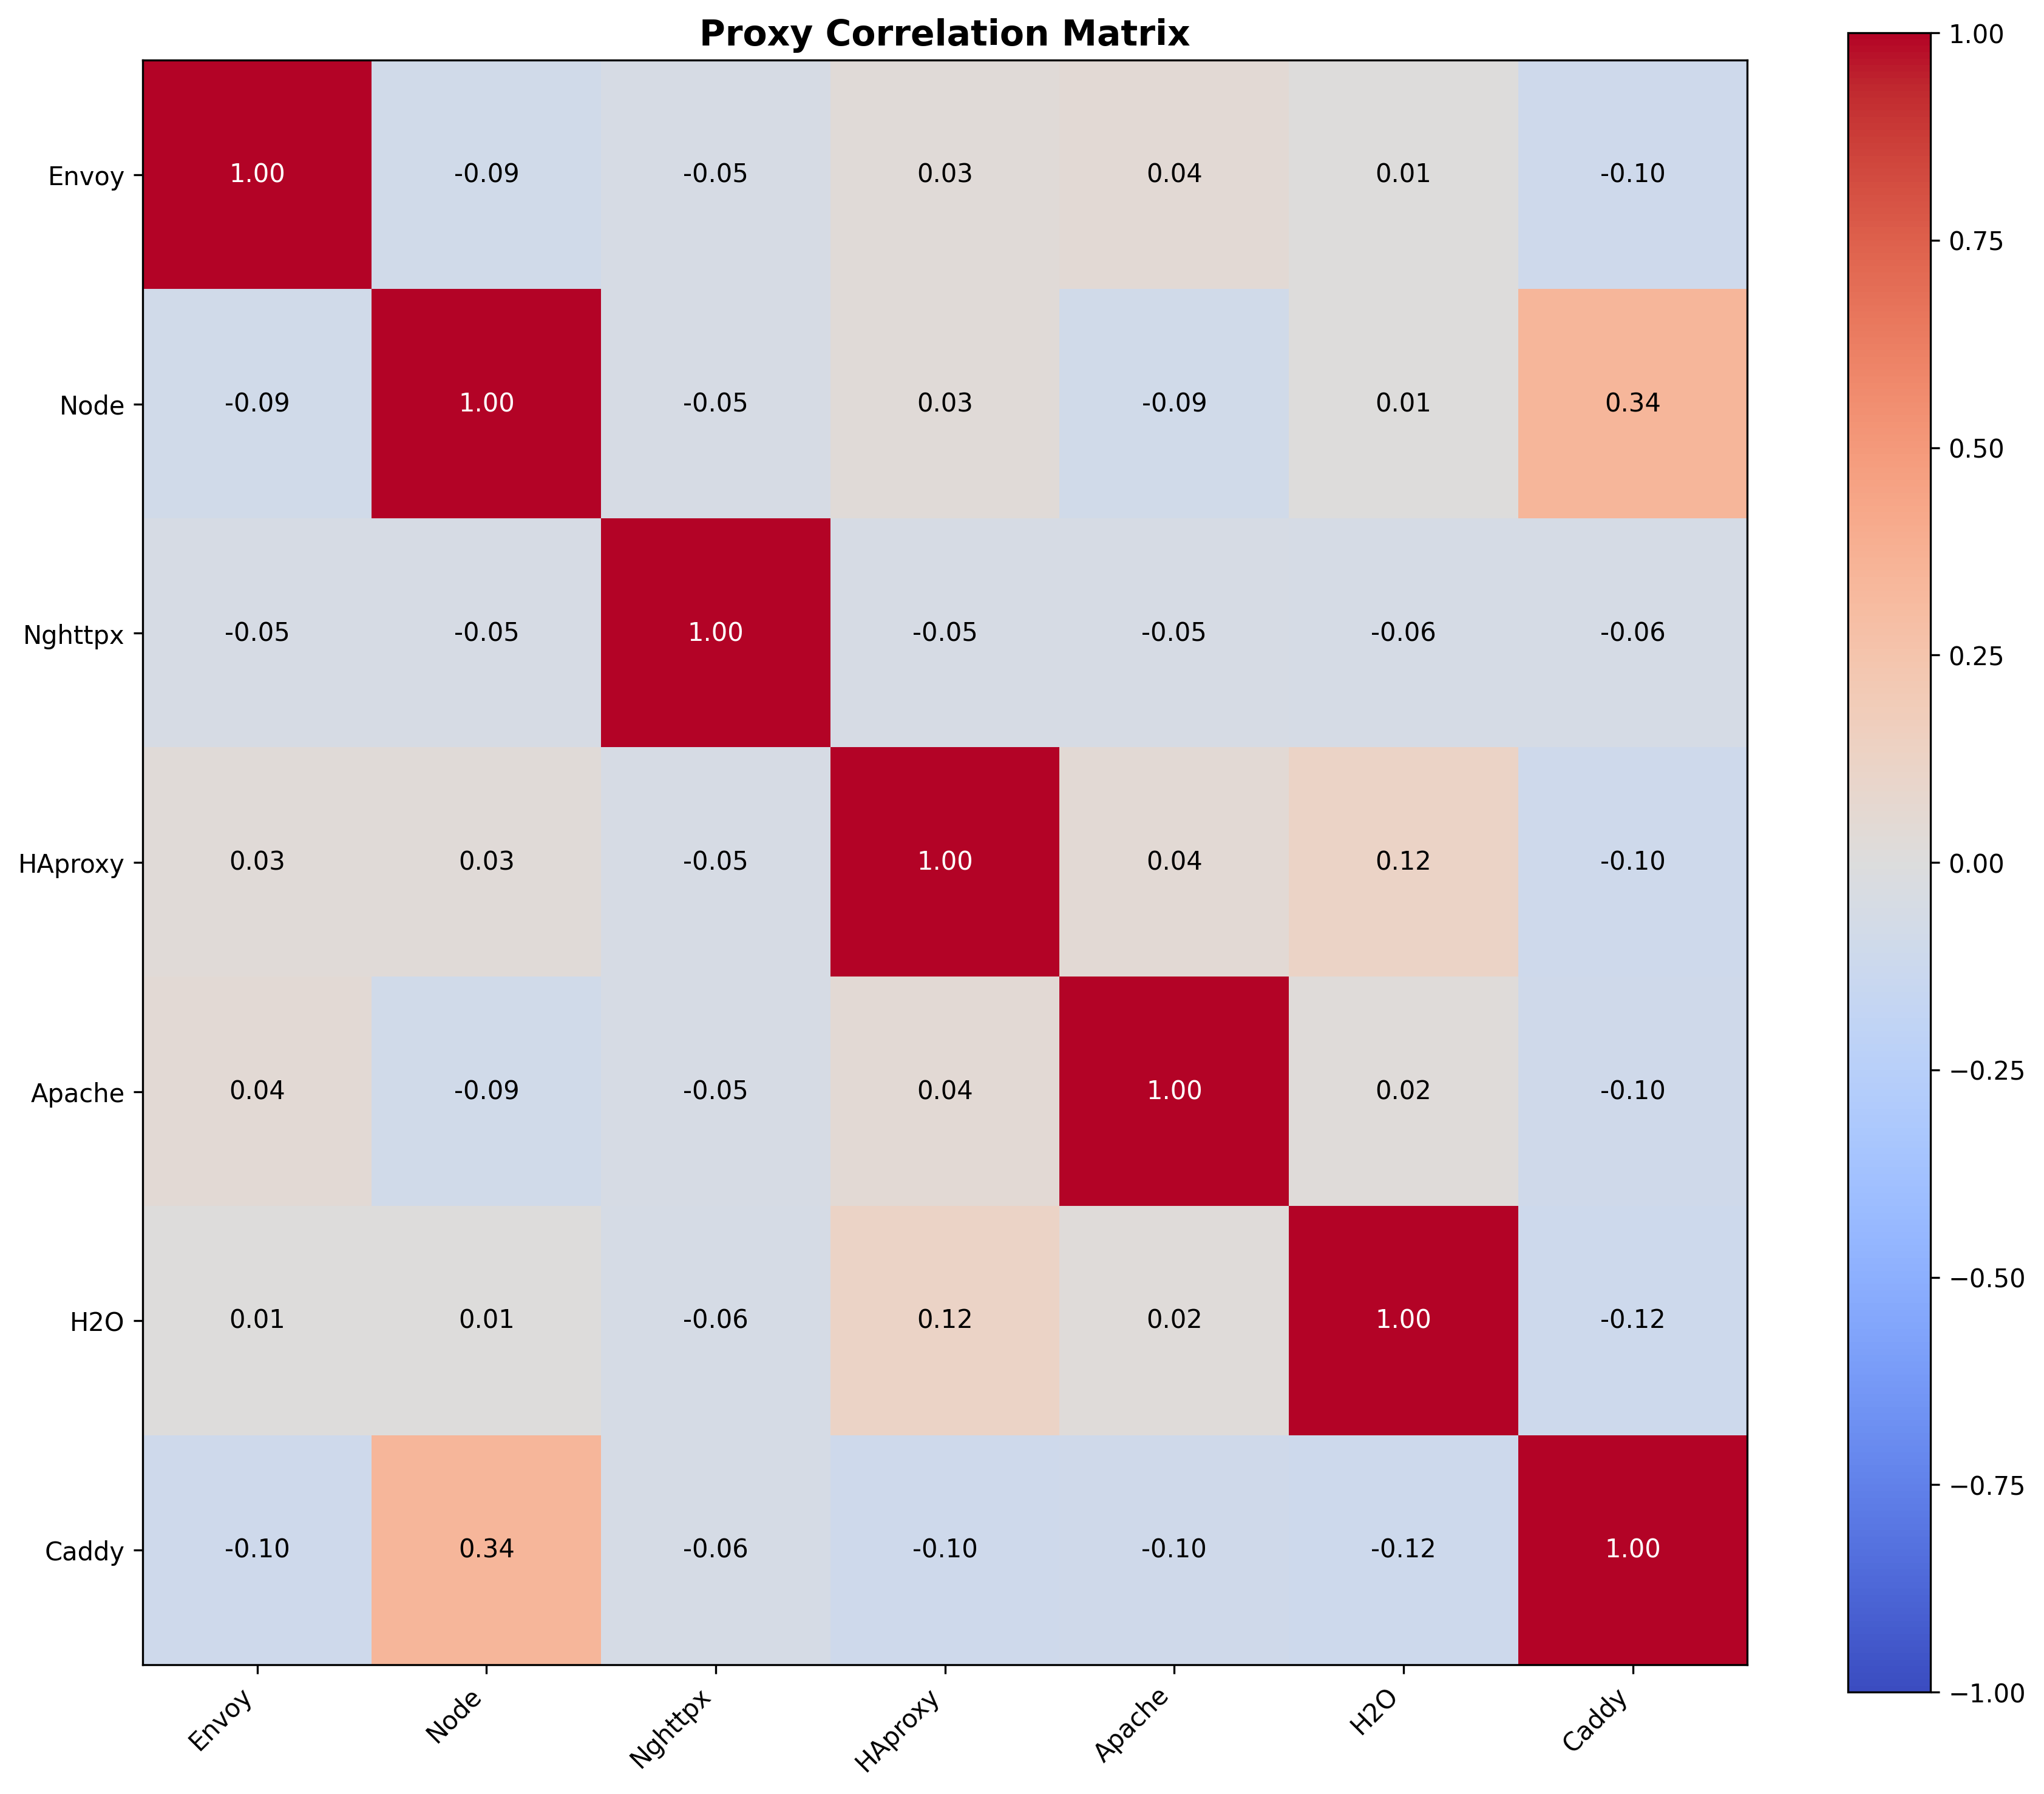 Proxy Correlation Matrix
Envoy 1.00 -0.09 -0.05 0.03 0.04 0.01 -0.10
Node -0.09 1.00 -0.05 0.03 -0.09 0.01 0.34
Nghttpx -0.05 -0.05 1.00 -0.05 -0.05 -0.06 -0.06
HAproxy 0.03 0.03 -0.05 1.00 0.04 0.12 -0.10
Apache 0.04 -0.09 -0.05 0.04 1.00 0.02 -0.10
H2O 0.01 0.01 -0.06 0.12 0.02 1.00 -0.12
Caddy -0.10 0.34 -0.06 -0.10 -0.10 -0.12 1.00
Envoy Node Nghttpx HAproxy Apache H2O Caddy
1.00
0.75
0.50
0.25
0.00
−0.25
−0.50
−0.75
−1.00